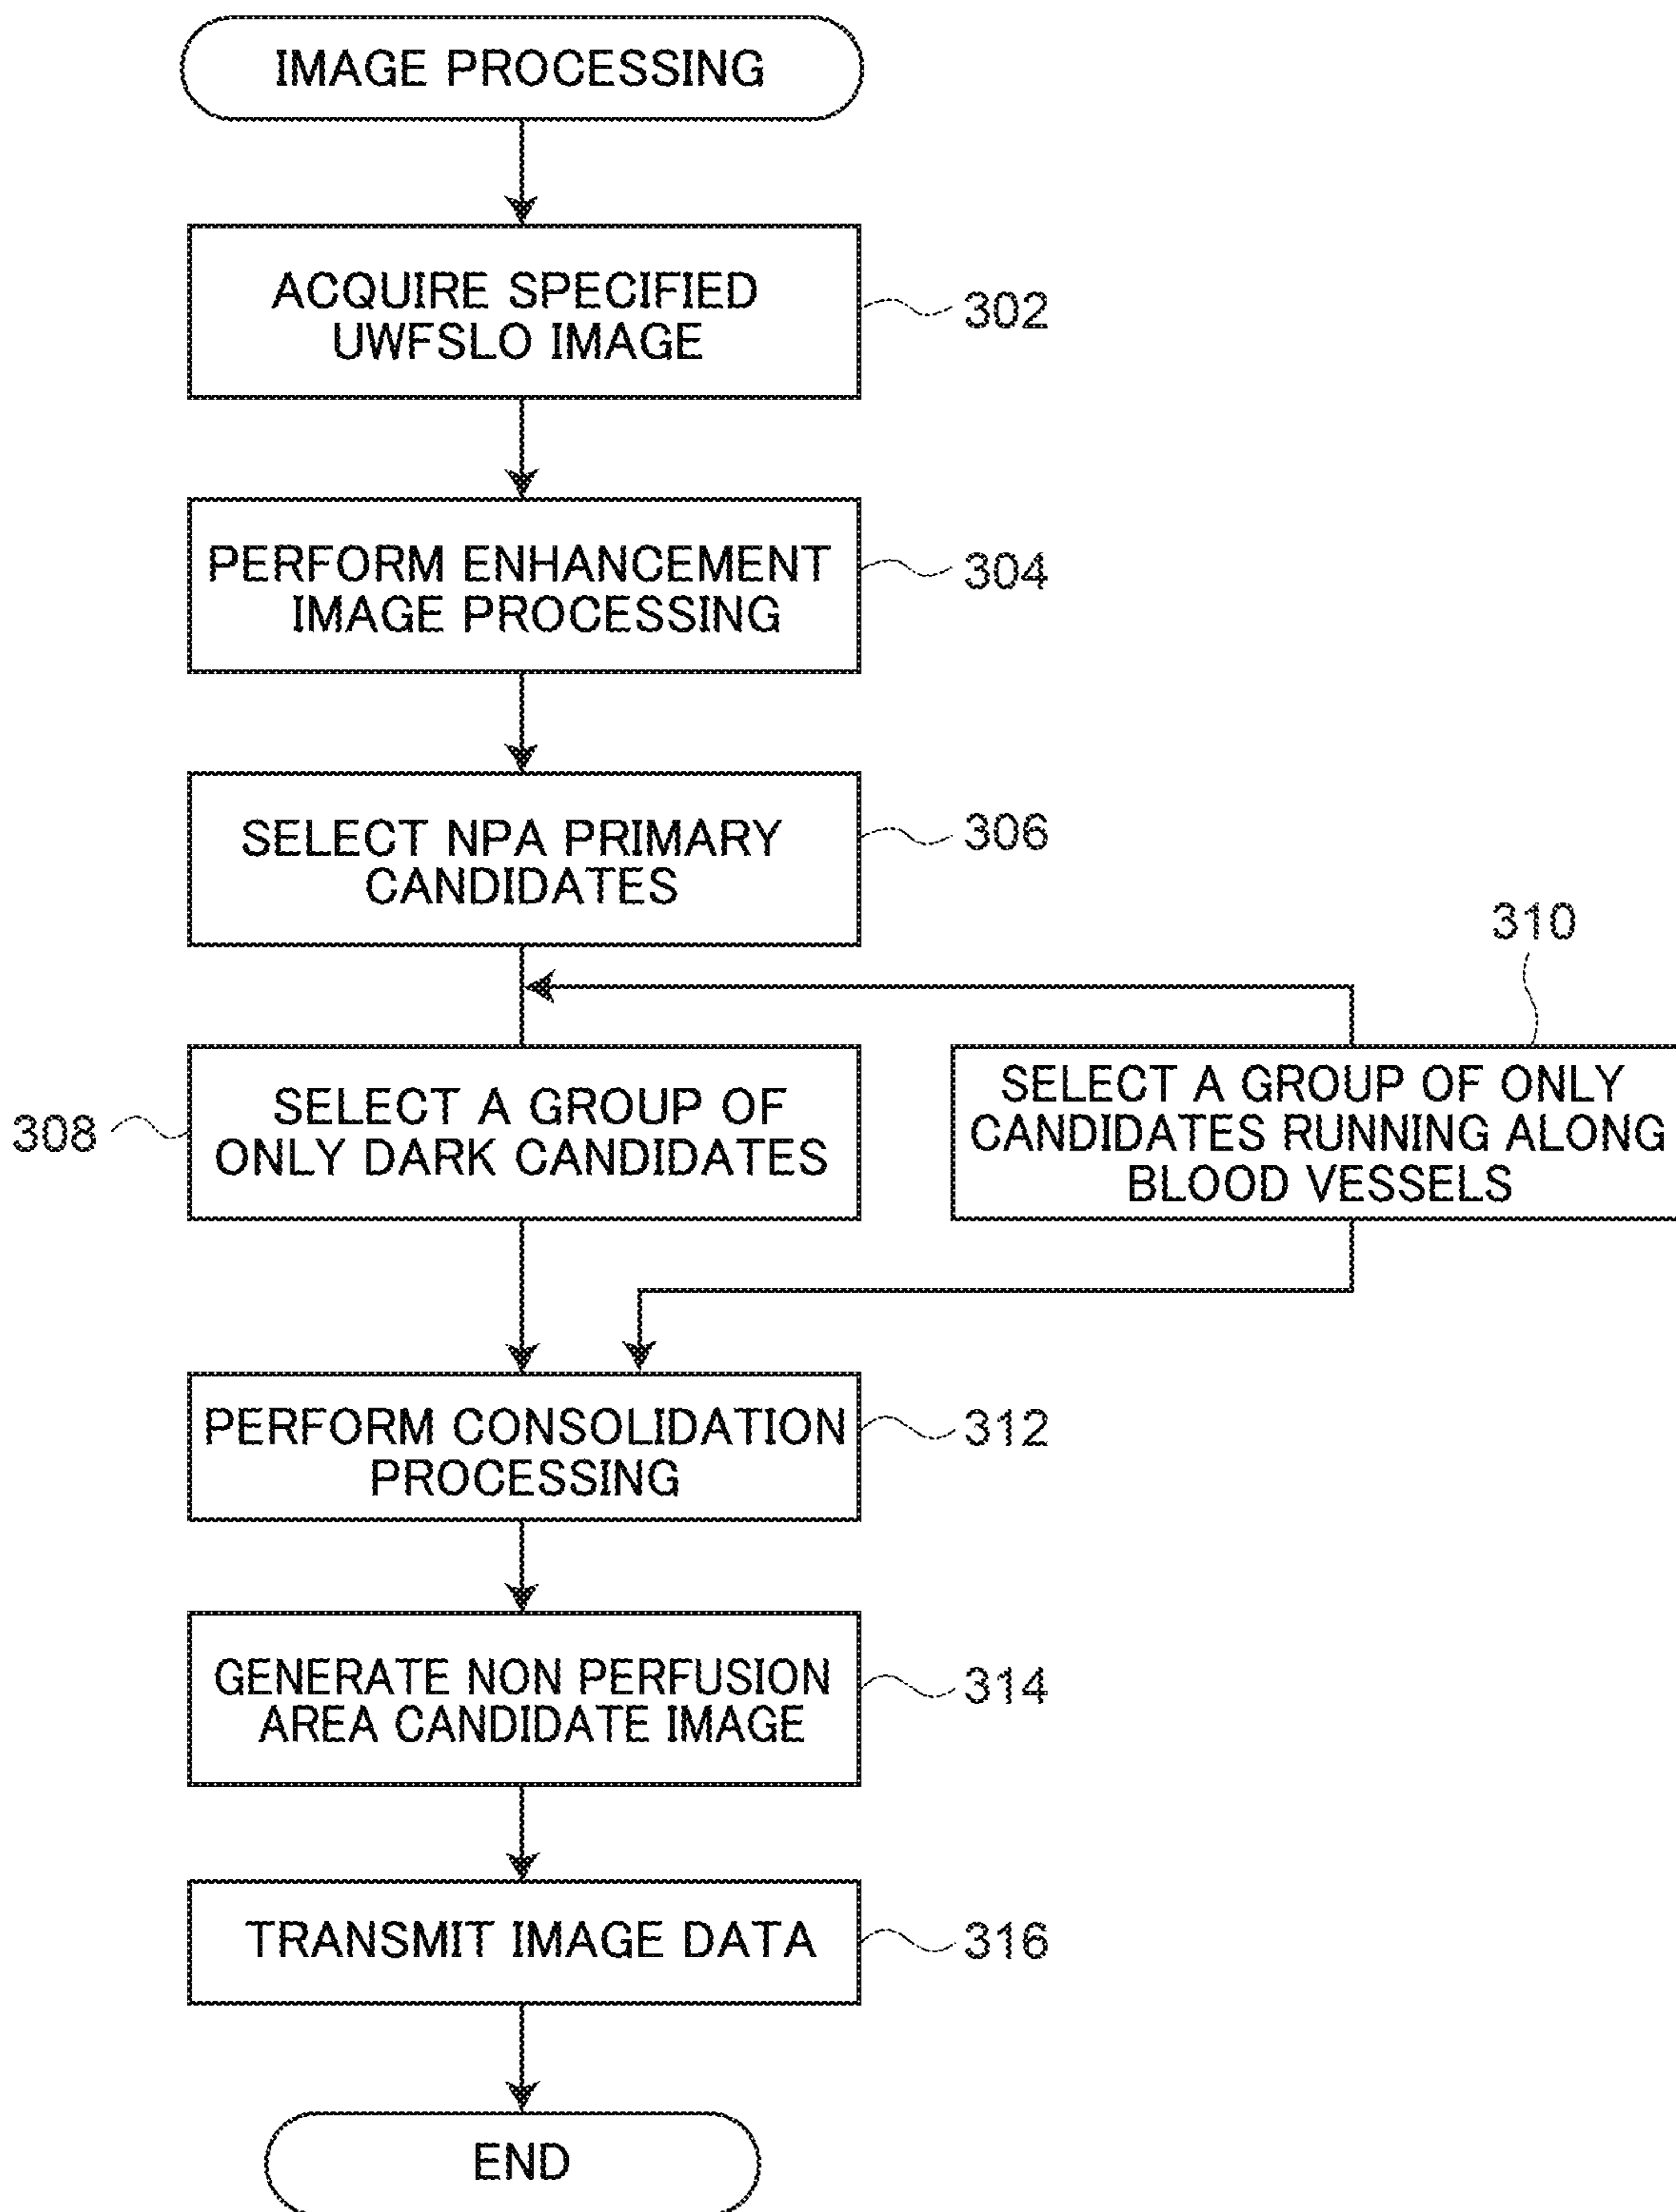 IMAGE PROCESSING
ACQUIRE SPECIFIED
UWFSLO IMAGE
302
PERFORM ENHANCEMENT
IMAGE PROCESSING
304
SELECT NPA PRIMARY
CANDIDATES
306
308
SELECT A GROUP OF
ONLY DARK CANDIDATES
310
SELECT A GROUP OF ONLY
CANDIDATES RUNNING ALONG
BLOOD VESSELS
PERFORM CONSOLIDATION
PROCESSING
312
GENERATE NON PERFUSION
AREA CANDIDATE IMAGE
314
TRANSMIT IMAGE DATA
316
END